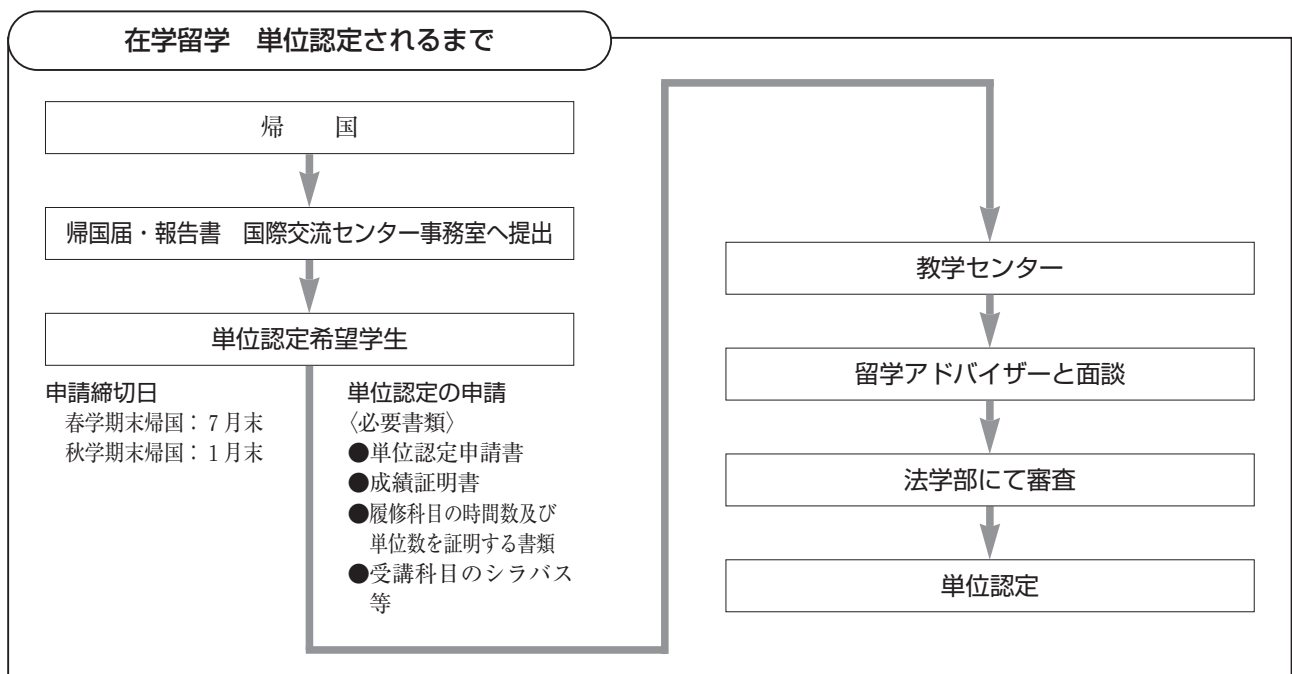 在学留学 単位認定されるまで
帰 国
帰国届・報告書 国際交流センター事務室へ提出
単位認定希望学生
申請締切日
春学期末帰国:7月末
秋学期末帰国:1月末
単位認定の申請
〈必要書類〉
●単位認定申請書
●成績証明書
●履修科目の時間数及び
単位数を証明する書類
●受講科目のシラバス
等
教学センター
留学アドバイザーと面談
法学部にて審査
単位認定